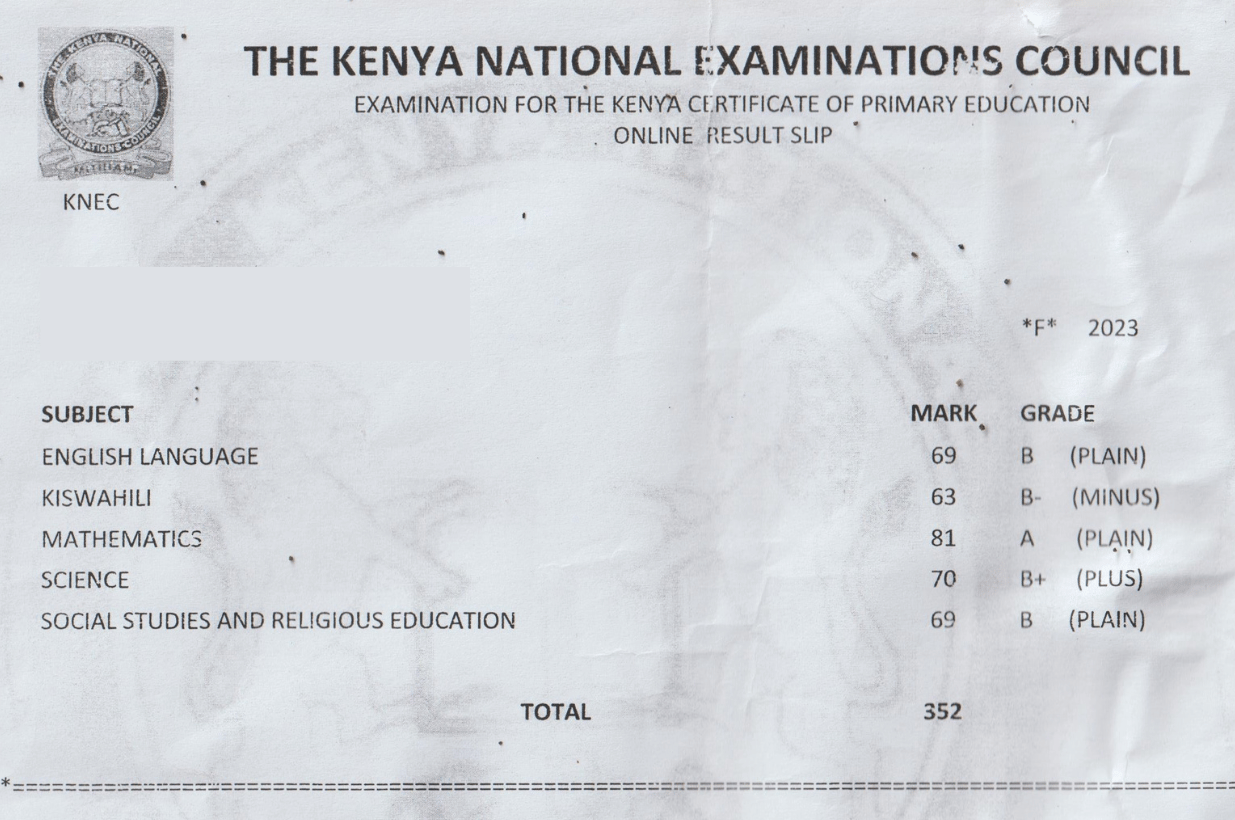 THE KENYA NATIONAL EXAMINATIONS COUNCIL
EXAMINATION FOR THE KENYA CERTIFICATE OF PRIMARY EDUCATION
ONLINE RESULT SLIP
THE KENYA NATIONAL
EXAMINATIONS COUNCIL
KNEC
*F* 2023
SUBJECT MARK GRADE
ENGLISH LANGUAGE 69 B (PLAIN)
KISWAHILI 63 B- (MINUS)
MATHEMATICS 81 A (PLAIN)
SCIENCE 70 B+ (PLUS)
SOCIAL STUDIES AND RELIGIOUS EDUCATION 69 B (PLAIN)
TOTAL 352